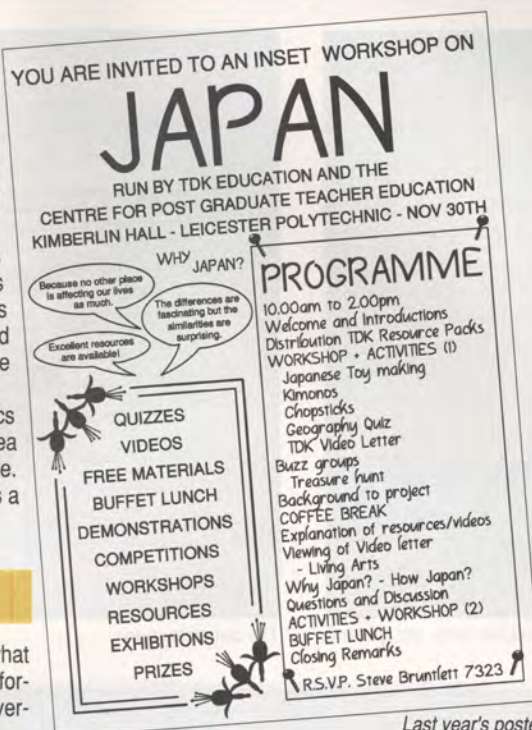 YOU ARE INVITED TO AN INSET WORKSHOP ON
JAPAN
RUN BY TDK EDUCATION AND THE
CENTRE FOR POST GRADUATE TEACHER EDUCATION
KIMBERLIN HALL - LEICESTER POLYTECHNIC - NOV 30TH
WHY JAPAN?
Because no other place
is affecting our lives
as much.
The differences are
fascinating but the
similarities are
surprising.
Excellent resources
are available!
QUIZZES
VIDEOS
FREE MATERIALS
BUFFET LUNCH
DEMONSTRATIONS
COMPETITIONS
WORKSHOPS
RESOURCES
EXHIBITIONS
PRIZES
PROGRAMME
10.00am to 2.00pm
Welcome and Introductions
Distribution TDK Resource Packs
WORKSHOP + ACTIVITIES (1)
Japanese Toy making
Kimonos
Chopsticks
Geography Quiz
TDK Video Letter
Buzz groups
Treasure hunt
Background to project
COFFEE BREAK
Explanation of resources/videos
Viewing of Video letter
- Living Arts
Why Japan? - How Japan?
Questions and Discussion
ACTIVITIES + WORKSHOP (2)
BUFFET LUNCH
Closing Remarks
R.S.V.P. Steve Bruntlett 7323
Last year's poste